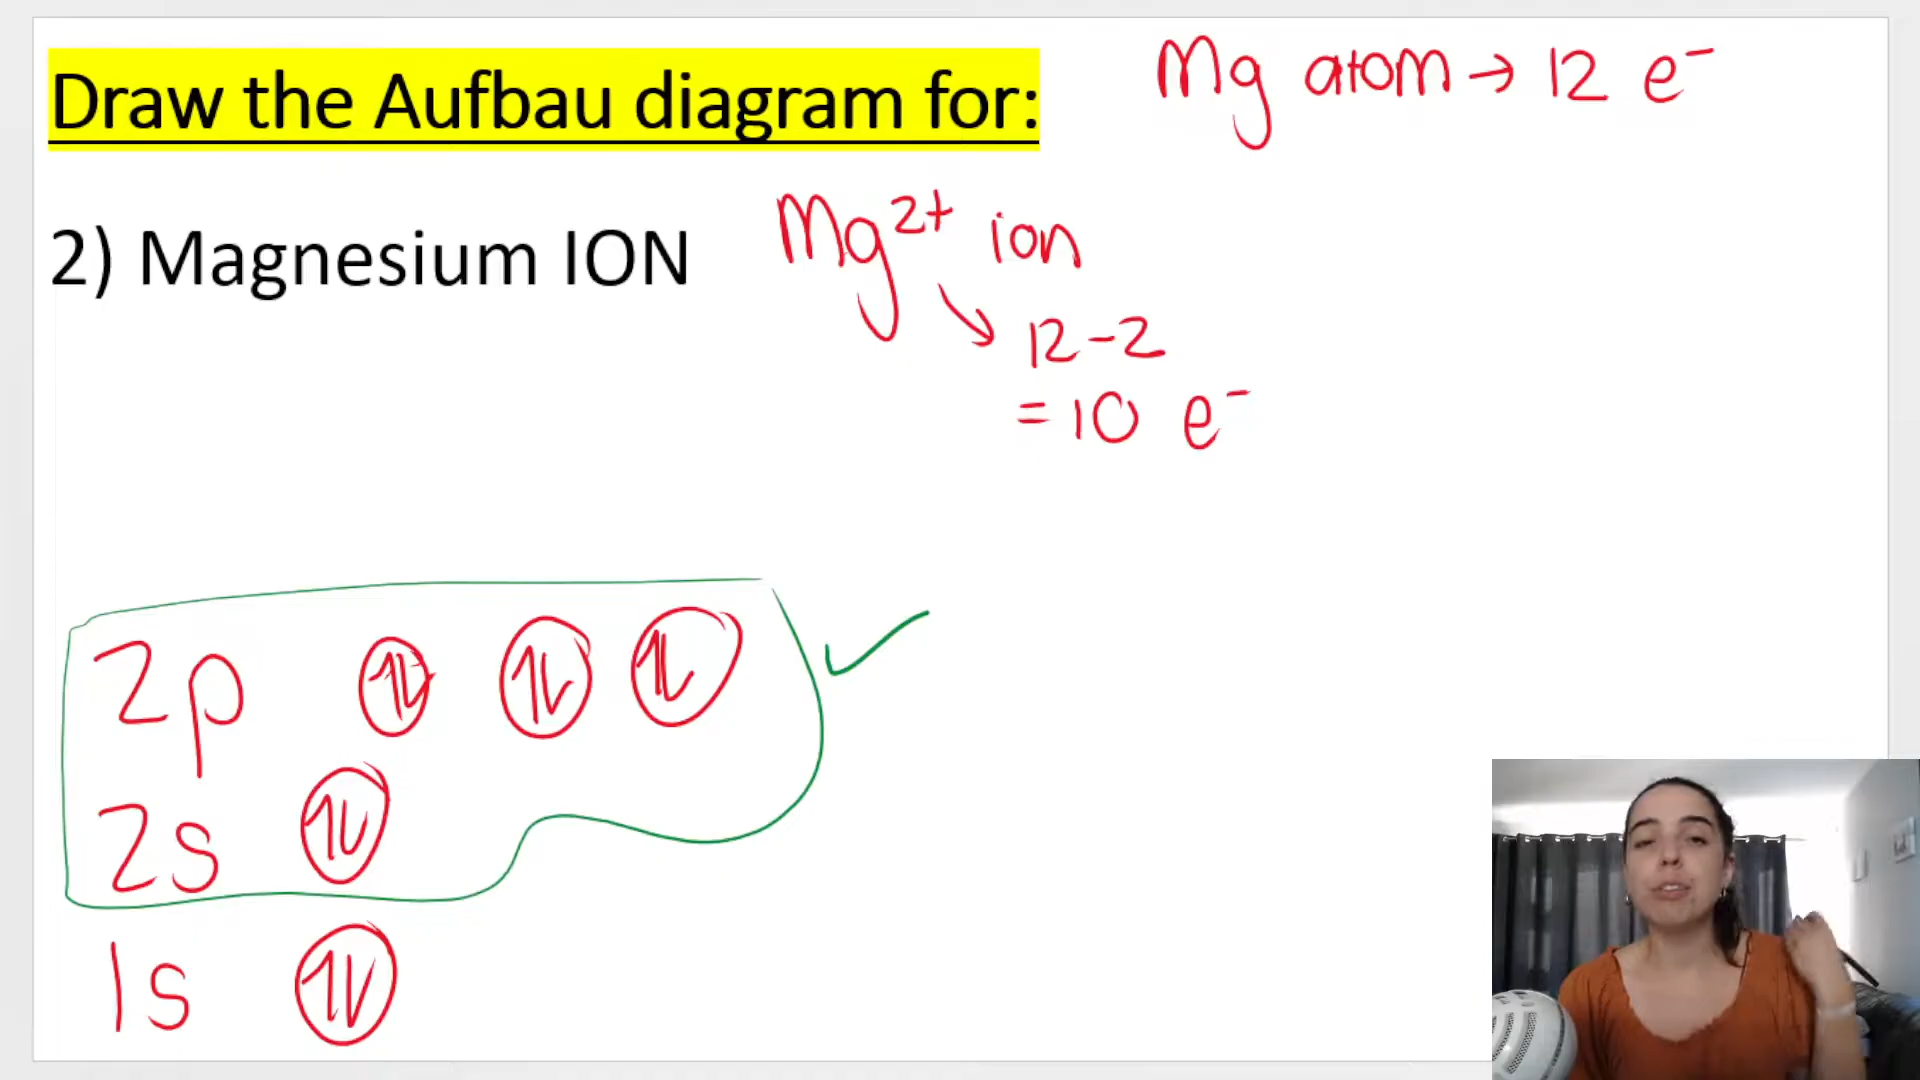 Draw the Aufbau diagram for:
Mg atom → 12 e⁻
2) Magnesium ION
Mg²⁺ ion
12-2
= 10 e⁻
2p
2s
1s